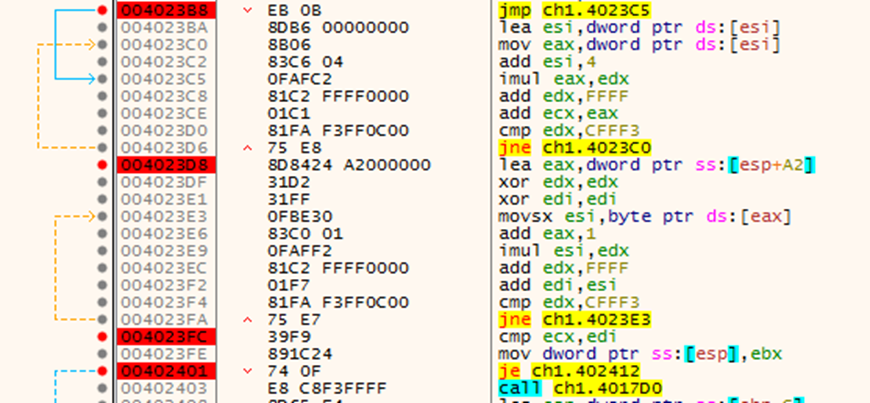 004023B8 EB 0B jmp ch1.4023C5
004023BA 8DB6 00000000 lea esi,dword ptr ds:[esi]
004023C0 8B06 mov eax,dword ptr ds:[esi]
004023C2 83C6 04 add esi,4
004023C5 0FAFC2 imul eax,edx
004023C8 81C2 FFFF0000 add edx,FFFF
004023CE 01C1 add ecx,eax
004023D0 81FA F3FF0C00 cmp edx,CFFF3
004023D6 75 E8 jne ch1.4023C0
004023D8 8D8424 A2000000 lea eax,dword ptr ss:[esp+A2]
004023DF 31D2 xor edx,edx
004023E1 31FF xor edi,edi
004023E3 0FBE30 movsx esi,byte ptr ds:[eax]
004023E6 83C0 01 add eax,1
004023E9 0FAFF2 imul esi,edx
004023EC 81C2 FFFF0000 add edx,FFFF
004023F2 01F7 add edi,esi
004023F4 81FA F3FF0C00 cmp edx,CFFF3
004023FA 75 E7 jne ch1.4023E3
004023FC 39F9 cmp ecx,edi
004023FE 891C24 mov dword ptr ss:[esp],ebx
00402401 74 0F je ch1.402412
00402403 E8 C8F3FFFF call ch1.4017D0